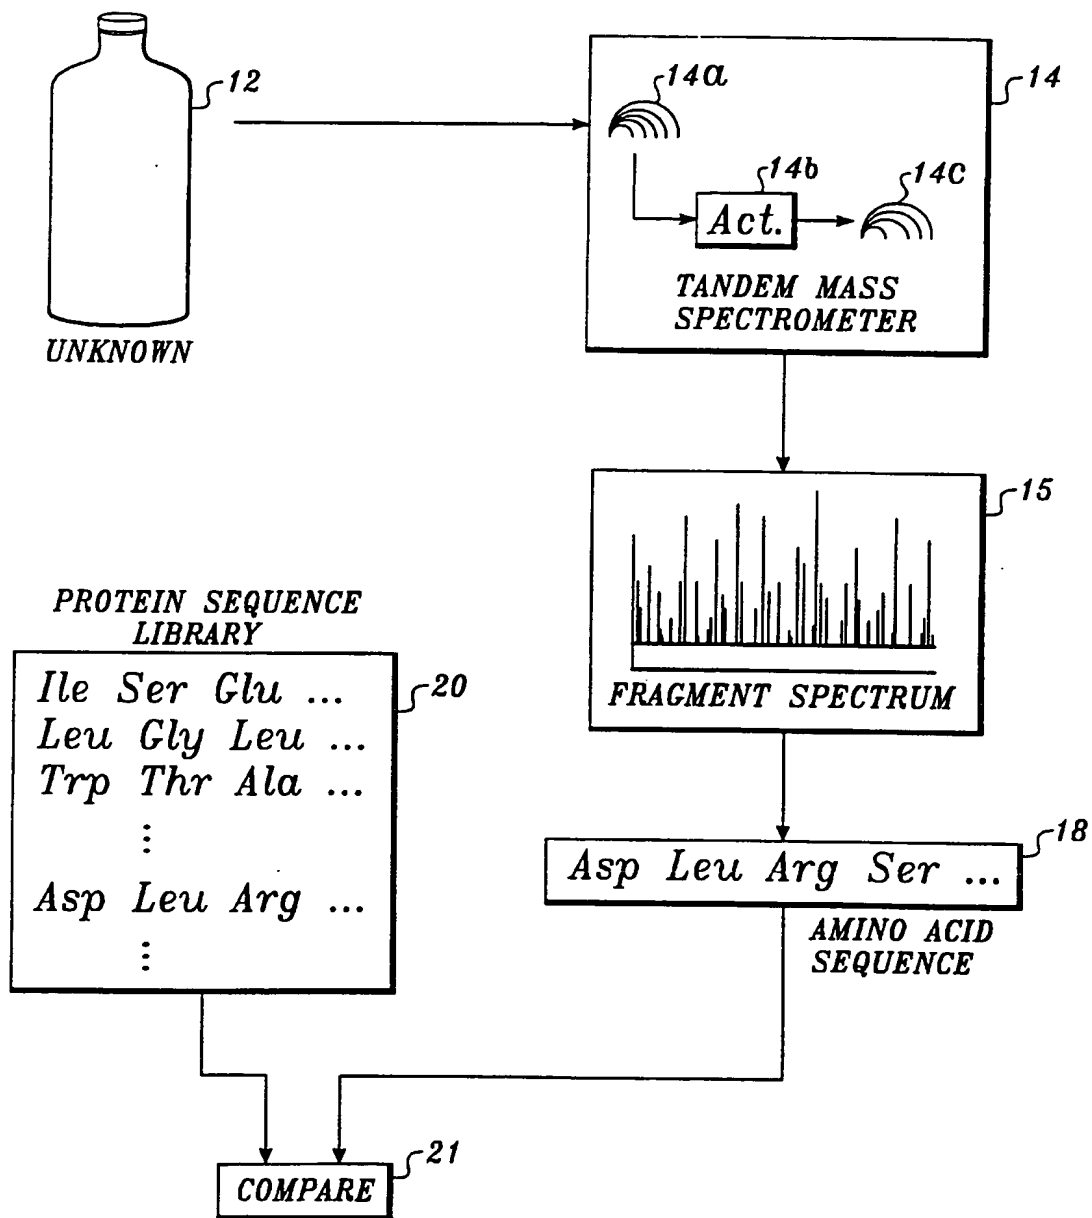 12
UNKNOWN
14a
14
14b
14c
Act.
TANDEM MASS
SPECTROMETER
15
FRAGMENT SPECTRUM
PROTEIN SEQUENCE
LIBRARY
20
Ile Ser Glu ...
Leu Gly Leu ...
Trp Thr Ala ...
⋮
Asp Leu Arg ...
⋮
18
Asp Leu Arg Ser ...
AMINO ACID
SEQUENCE
21
COMPARE